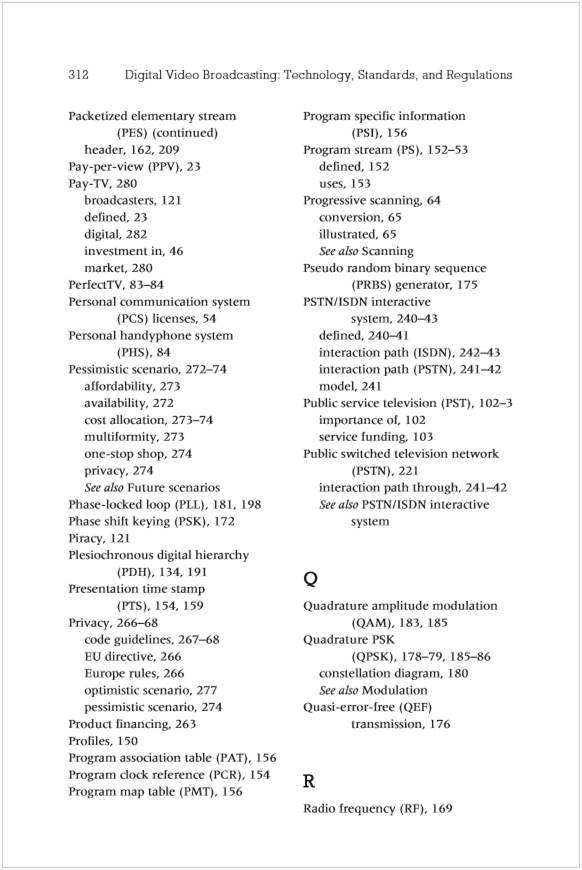 312 Digital Video Broadcasting: Technology, Standards, and Regulations
Packetized elementary stream
(PES) (continued)
header, 162, 209
Pay-per-view (PPV), 23
Pay-TV, 280
broadcasters, 121
defined, 23
digital, 282
investment in, 46
market, 280
PerfectTV, 83–84
Personal communication system
(PCS) licenses, 54
Personal handyphone system
(PHS), 84
Pessimistic scenario, 272–74
affordability, 273
availability, 272
cost allocation, 273–74
multiformity, 273
one-stop shop, 274
privacy, 274
See also Future scenarios
Phase-locked loop (PLL), 181, 198
Phase shift keying (PSK), 172
Piracy, 121
Plesiochronous digital hierarchy
(PDH), 134, 191
Presentation time stamp
(PTS), 154, 159
Privacy, 266–68
code guidelines, 267–68
EU directive, 266
Europe rules, 266
optimistic scenario, 277
pessimistic scenario, 274
Product financing, 263
Profiles, 150
Program association table (PAT), 156
Program clock reference (PCR), 154
Program map table (PMT), 156
Program specific information
(PSI), 156
Program stream (PS), 152–53
defined, 152
uses, 153
Progressive scanning, 64
conversion, 65
illustrated, 65
See also Scanning
Pseudo random binary sequence
(PRBS) generator, 175
PSTN/ISDN interactive
system, 240–43
defined, 240–41
interaction path (ISDN), 242–43
interaction path (PSTN), 241–42
model, 241
Public service television (PST), 102–3
importance of, 102
service funding, 103
Public switched television network
(PSTN), 221
interaction path through, 241–42
See also PSTN/ISDN interactive
system
Q
Quadrature amplitude modulation
(QAM), 183, 185
Quadrature PSK
(QPSK), 178–79, 185–86
constellation diagram, 180
See also Modulation
Quasi-error-free (QEF)
transmission, 176
R
Radio frequency (RF), 169